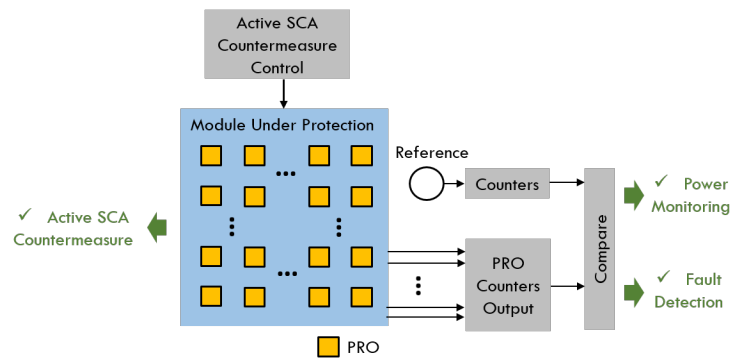 Active SCA
Countermeasure
Control
Module Under Protection
Reference
Counters
✓ Power
Monitoring
✓ Active SCA
Countermeasure
PRO
Counters
Output
Compare
✓ Fault
Detection
PRO